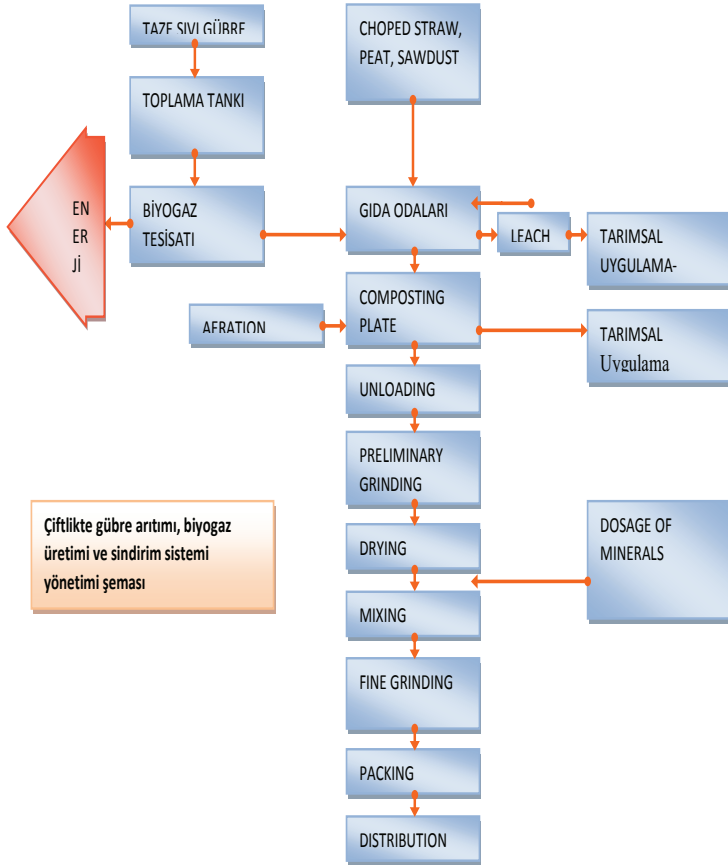 TAZE SIVI GÜBRE
CHOPED STRAW,
PEAT, SAWDUST
TOPLAMA TANKI
EN
ER
Jİ
BİYOGAZ
TESİSATI
GIDA ODALARI
LEACH
TARIMSAL
UYGULAMA-
AERATION
COMPOSTING
PLATE
TARIMSAL
Uygulama
UNLOADING
PRELIMINARY
GRINDING
Çiftlikte gübre arıtımı, biyogaz
üretimi ve sindirim sistemi
yönetimi şeması
DRYING
DOSAGE OF
MINERALS
MIXING
FINE GRINDING
PACKING
DISTRIBUTION